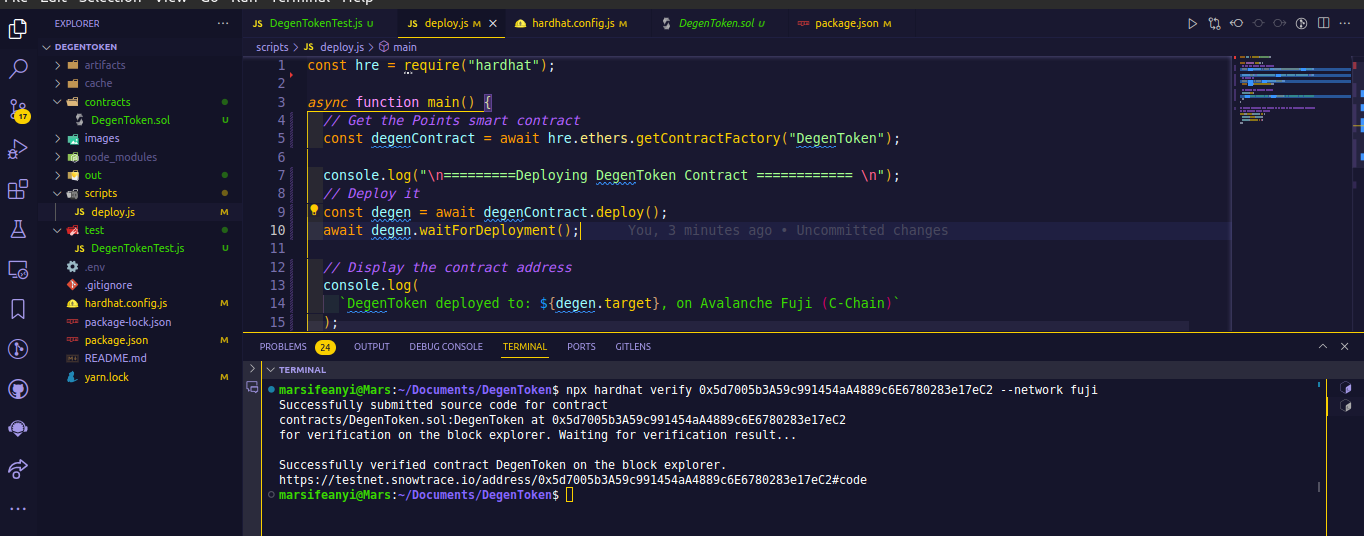 File Edit Selection View Go Run Terminal Help
EXPLORER ...
DEGENTOKEN
artifacts
cache
contracts
DegenToken.sol U
images
node_modules
out
scripts
JS deploy.js M
test
JS DegenTokenTest.js U
.env
.gitignore
hardhat.config.js M
package-lock.json
package.json M
README.md
yarn.lock M
17
JS DegenTokenTest.js U
JS deploy.js M
hardhat.config.js M
DegenToken.sol U
package.json M
scripts > JS deploy.js > main
1 const hre = require("hardhat");
2
3 async function main() {
4 // Get the Points smart contract
5 const degenContract = await hre.ethers.getContractFactory("DegenToken");
6
7 console.log("\n=========Deploying DegenToken Contract ============ \n");
8 // Deploy it
9 const degen = await degenContract.deploy();
10 await degen.waitForDeployment(); You, 3 minutes ago • Uncommitted changes
11
12 // Display the contract address
13 console.log(
14 `DegenToken deployed to: ${degen.target}, on Avalanche Fuji (C-Chain)`
15 );
PROBLEMS 24 OUTPUT DEBUG CONSOLE TERMINAL PORTS GITLENS
TERMINAL
marsifeanyi@Mars:~/Documents/DegenToken$ npx hardhat verify 0x5d7005b3A59c991454aA4889c6E6780283e17eC2 --network fuji
Successfully submitted source code for contract
contracts/DegenToken.sol:DegenToken at 0x5d7005b3A59c991454aA4889c6E6780283e17eC2
for verification on the block explorer. Waiting for verification result...
Successfully verified contract DegenToken on the block explorer.
https://testnet.snowtrace.io/address/0x5d7005b3A59c991454aA4889c6E6780283e17eC2#code
marsifeanyi@Mars:~/Documents/DegenToken$